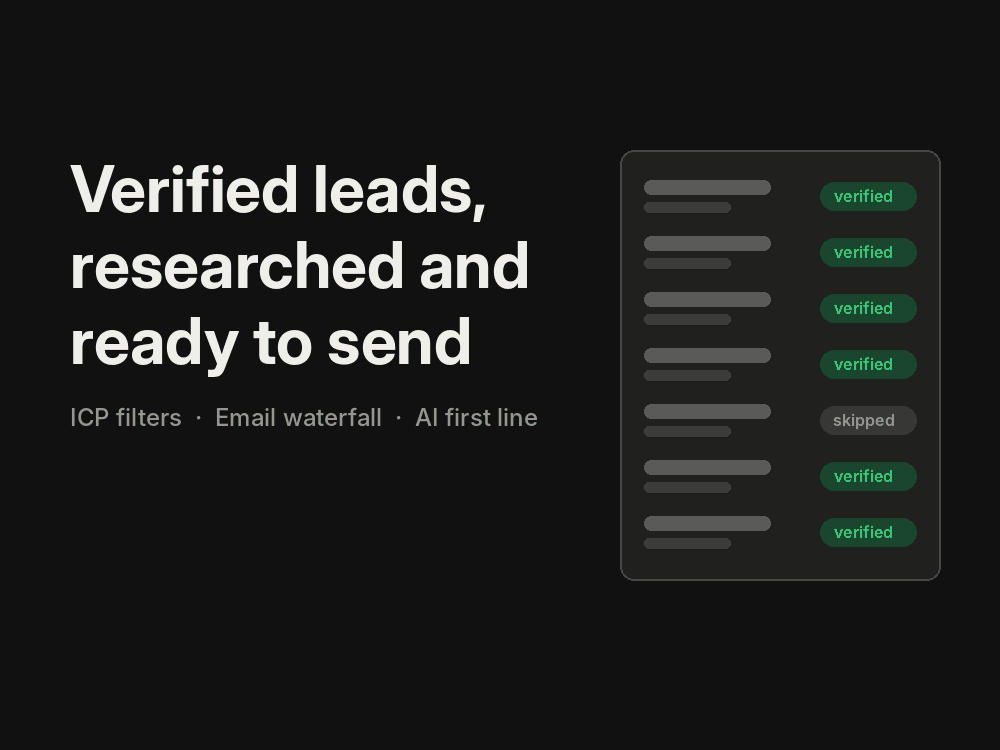 Verified leads,
researched and
ready to send
ICP filters · Email waterfall · AI first line
verified
verified
verified
verified
skipped
verified
verified